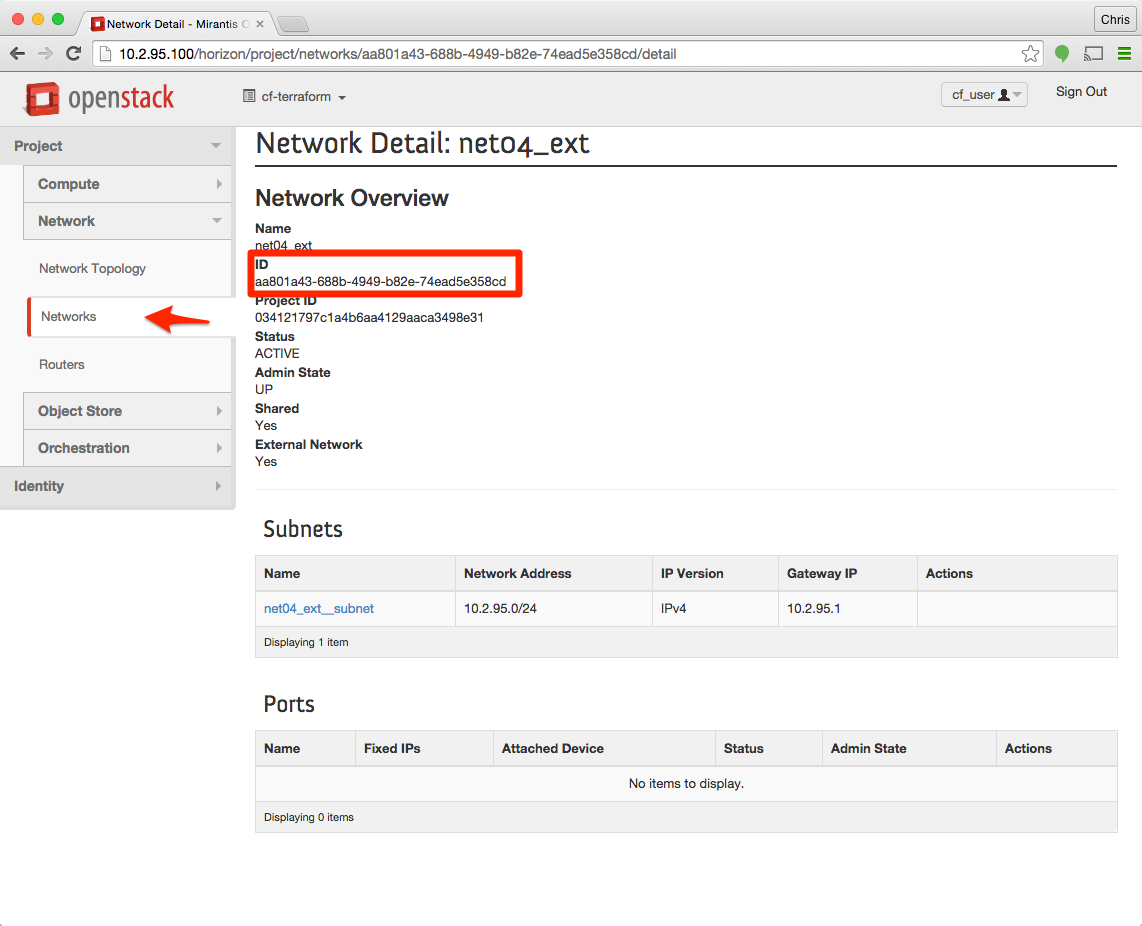 Network Detail - Mirantis O
Chris
10.2.95.100/horizon/project/networks/aa801a43-688b-4949-b82e-74ead5e358cd/detail
openstack
cf-terraform
cf_user
Sign Out
Project
Compute
Network
Network Topology
Networks
Routers
Object Store
Orchestration
Identity
Network Detail: net04_ext
Network Overview
Name
net04_ext
ID
aa801a43-688b-4949-b82e-74ead5e358cd
Project ID
034121797c1a4b6aa4129aaca3498e31
Status
ACTIVE
Admin State
UP
Shared
Yes
External Network
Yes
Subnets
Name Network Address IP Version Gateway IP Actions
net04_ext__subnet 10.2.95.0/24 IPv4 10.2.95.1
Displaying 1 item
Ports
Name Fixed IPs Attached Device Status Admin State Actions
No items to display.
Displaying 0 items